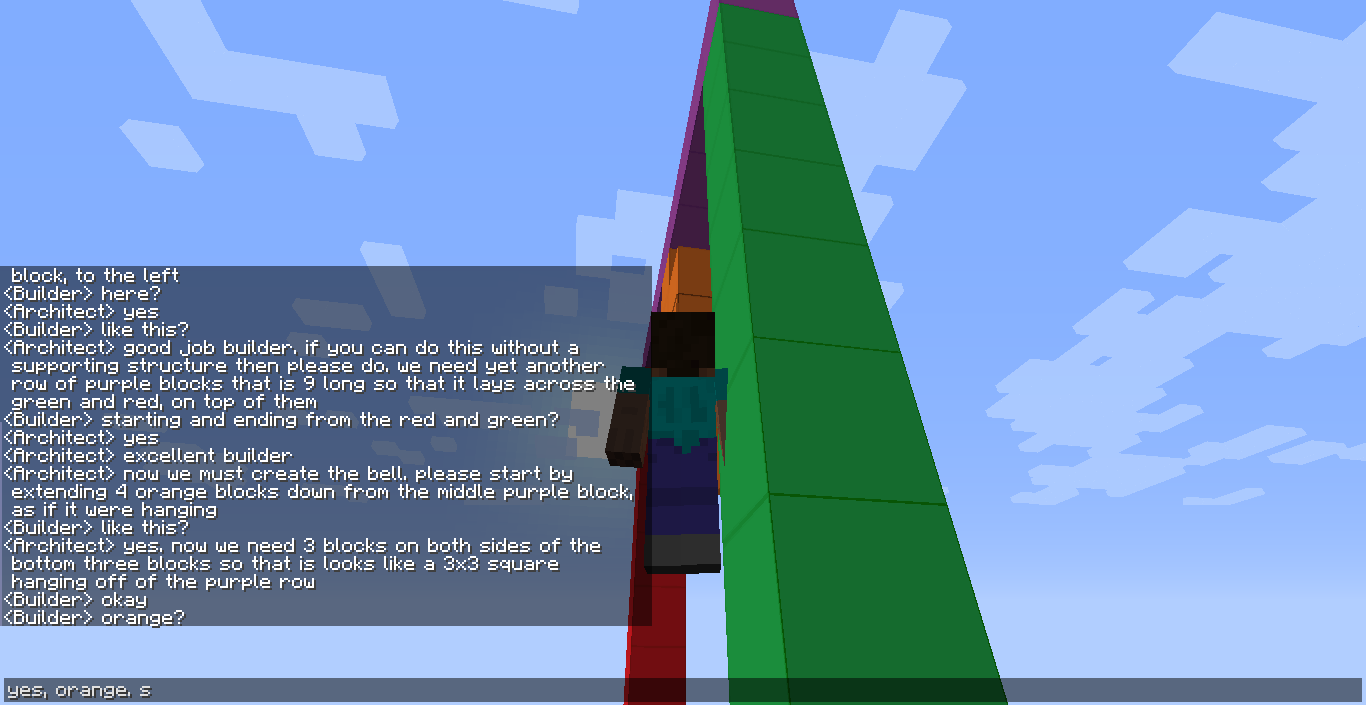 block, to the left
<Builder> here?
<Architect> yes
<Builder> like this?
<Architect> good job builder. if you can do this without a
supporting structure then please do. we need yet another
row of purple blocks that is 9 long so that it lays across the
green and red, on top of them
<Builder> starting and ending from the red and green?
<Architect> yes
<Architect> excellent builder
<Architect> now we must create the bell. please start by
extending 4 orange blocks down from the middle purple block,
as if it were hanging
<Builder> like this?
<Architect> yes. now we need 3 blocks on both sides of the
bottom three blocks so that is looks like a 3x3 square
hanging off of the purple row
<Builder> okay
<Builder> orange?
yes, orange. s